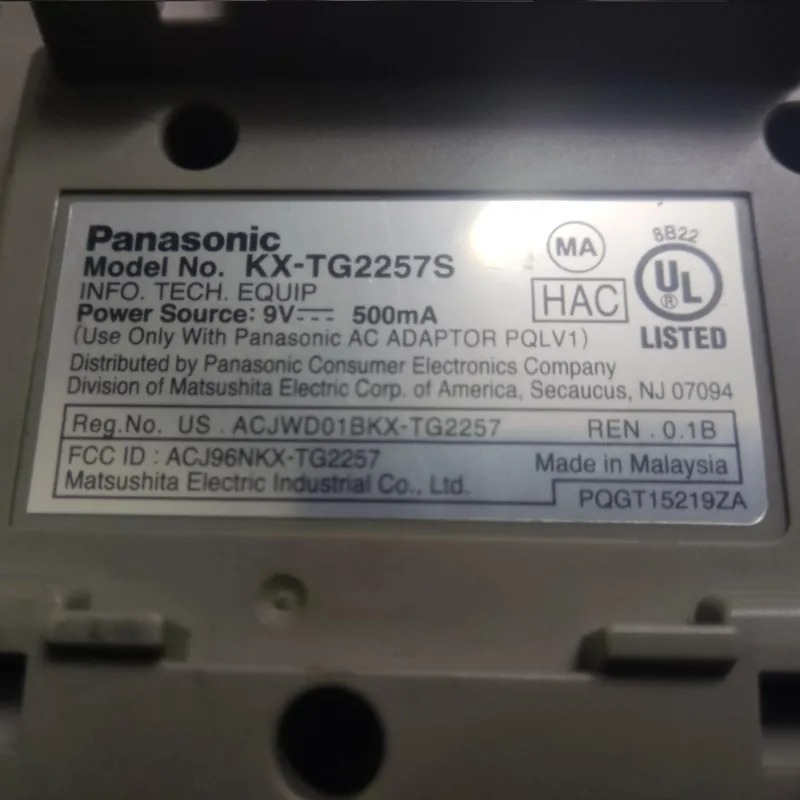 Panasonic
Model No. KX-TG2257S
INFO. TECH. EQUIP
Power Source: 9V⎓ 500mA
(Use Only With Panasonic AC ADAPTOR PQLV1)
MA
HAC
8B22
UL
®
LISTED
Distributed by Panasonic Consumer Electronics Company
Division of Matsushita Electric Corp. of America, Secaucus, NJ 07094
Reg.No. US . ACJWD01BKX-TG2257 REN . 0.1B
FCC ID : ACJ96NKX-TG2257
Made in Malaysia
Matsushita Electric Industrial Co., Ltd.
PQGT15219ZA